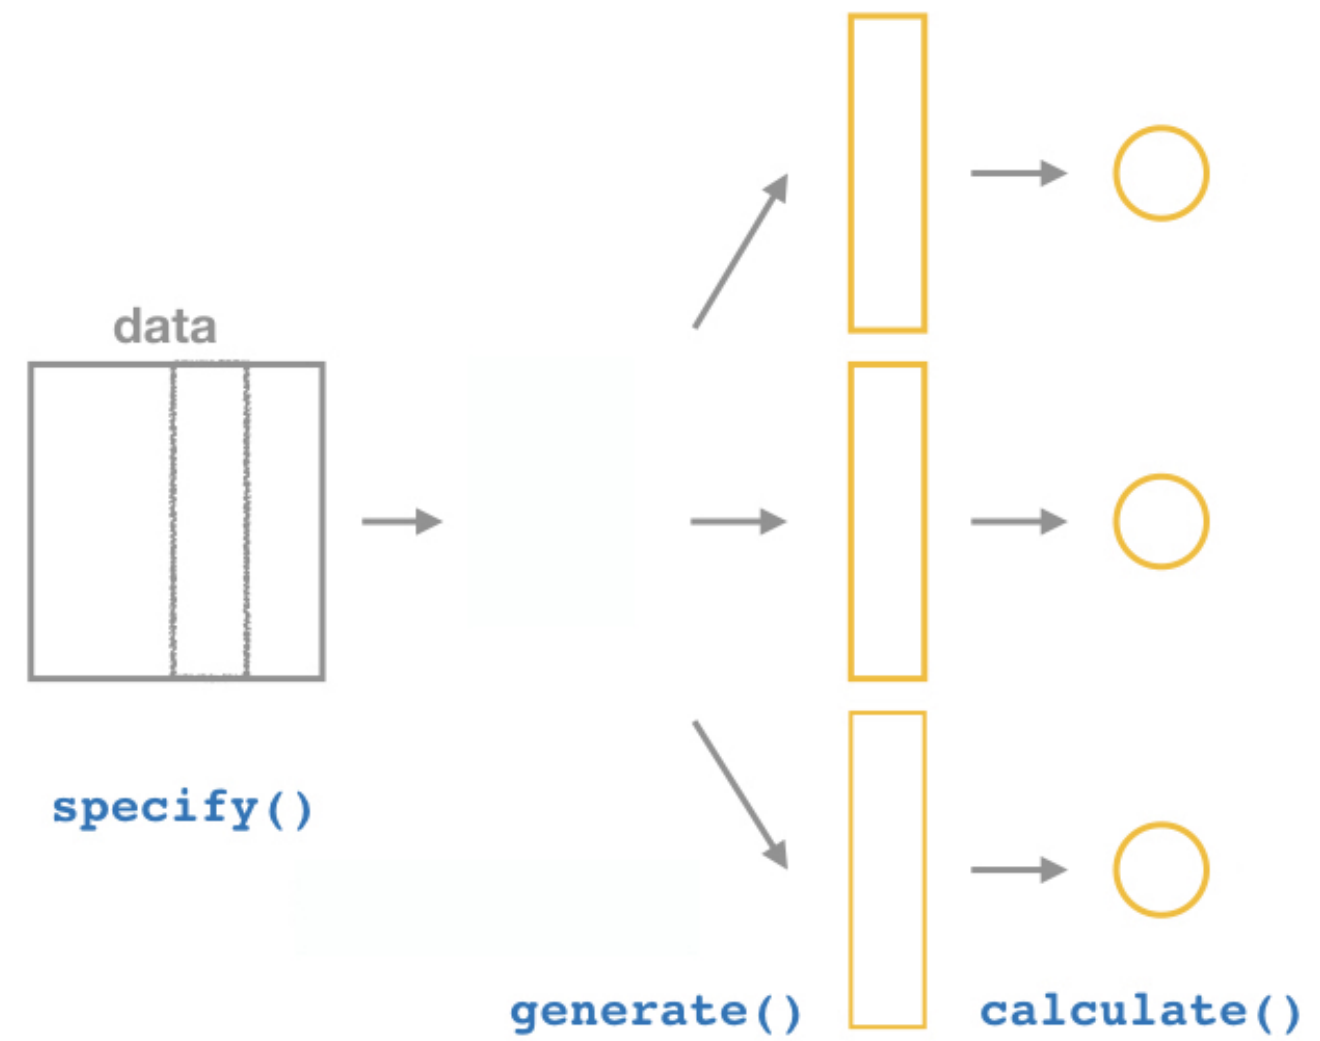 data
specify()
generate()
calculate()